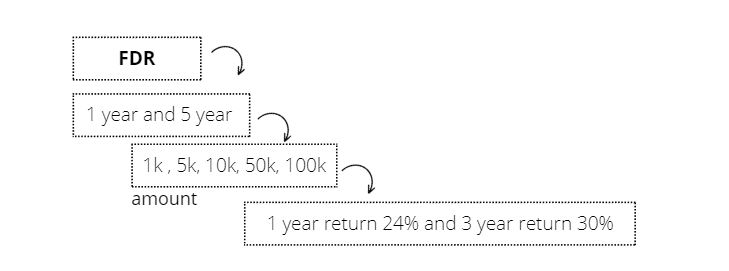 FDR
1 year and 5 year
1k , 5k, 10k, 50k, 100k
amount
1 year return 24% and 3 year return 30%